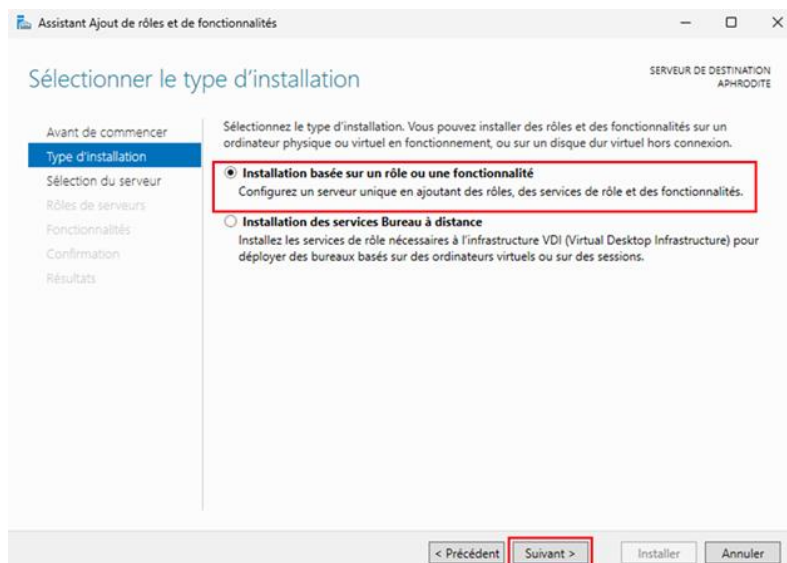 Assistant Ajout de rôles et de fonctionnalités
Sélectionner le type d'installation
SERVEUR DE DESTINATION
APHRODITE
Avant de commencer
Type d'installation
Sélection du serveur
Rôles de serveurs
Fonctionnalités
Confirmation
Résultats
Sélectionnez le type d'installation. Vous pouvez installer des rôles et des fonctionnalités sur un
ordinateur physique ou virtuel en fonctionnement, ou sur un disque dur virtuel hors connexion.
Installation basée sur un rôle ou une fonctionnalité
Configurez un serveur unique en ajoutant des rôles, des services de rôle et des fonctionnalités.
Installation des services Bureau à distance
Installez les services de rôle nécessaires à l'infrastructure VDI (Virtual Desktop Infrastructure) pour
déployer des bureaux basés sur des ordinateurs virtuels ou sur des sessions.
< Précédent Suivant > Installer Annuler